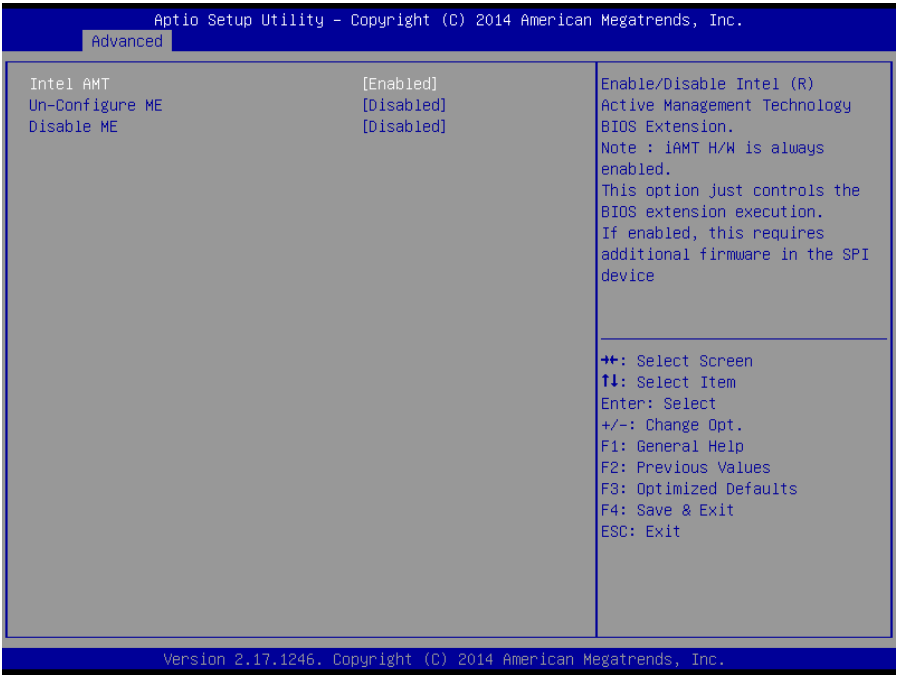 Aptio Setup Utility – Copyright (C) 2014 American Megatrends, Inc.
Advanced
Intel AMT [Enabled]
Un-Configure ME [Disabled]
Disable ME [Disabled]
Enable/Disable Intel (R)
Active Management Technology
BIOS Extension.
Note : iAMT H/W is always
enabled.
This option just controls the
BIOS extension execution.
If enabled, this requires
additional firmware in the SPI
device
→←: Select Screen
↑↓: Select Item
Enter: Select
+/-: Change Opt.
F1: General Help
F2: Previous Values
F3: Optimized Defaults
F4: Save & Exit
ESC: Exit
Version 2.17.1246. Copyright (C) 2014 American Megatrends, Inc.